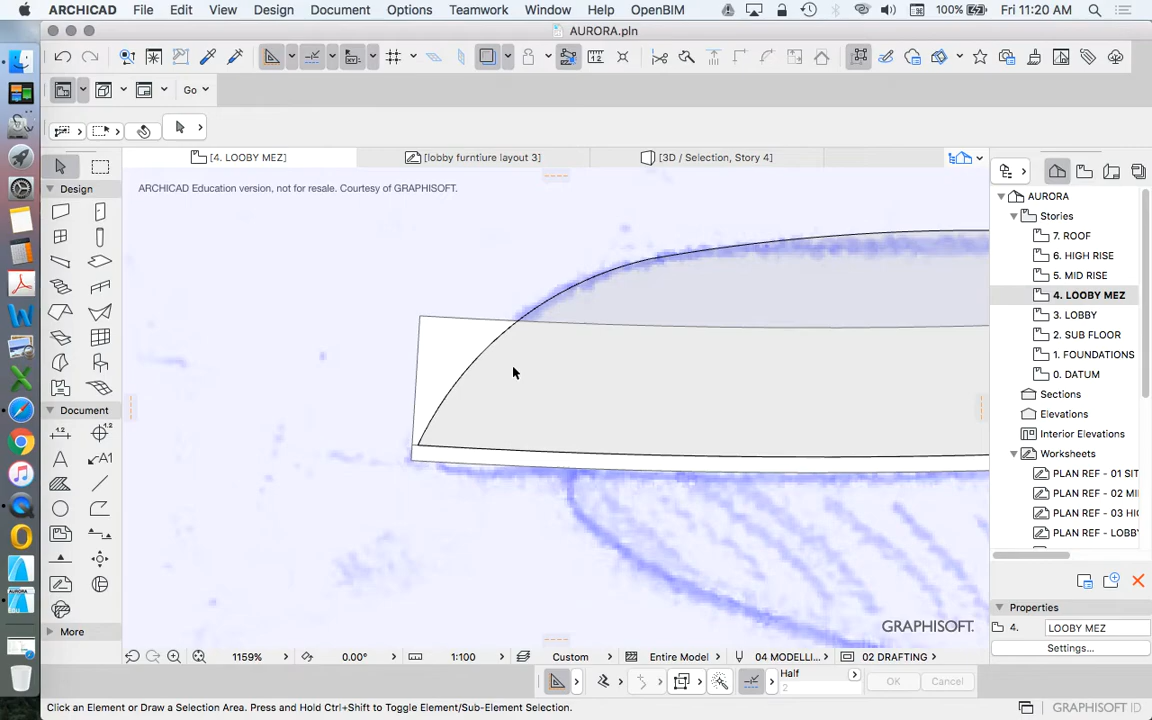 ARCHICAD File Edit View Design Document Options Teamwork Window Help OpenBIM 100% Fri 11:20 AM
AURORA.pln
Go
[4. LOOBY MEZ] [lobby furntiure layout 3] [3D / Selection, Story 4]
ARCHICAD Education version, not for resale. Courtesy of GRAPHISOFT.
Design
Document
More
AURORA
Stories
7. ROOF
6. HIGH RISE
5. MID RISE
4. LOOBY MEZ
3. LOBBY
2. SUB FLOOR
1. FOUNDATIONS
0. DATUM
Sections
Elevations
Interior Elevations
Worksheets
PLAN REF - 01 SIT
PLAN REF - 02 MI
PLAN REF - 03 HIG
PLAN REF - LOBBY
Properties
4. LOOBY MEZ
Settings...
GRAPHISOFT.
1159% 0.00° 1:100 Custom Entire Model 04 MODELLI... 02 DRAFTING
Half
2
OK Cancel
Click an Element or Draw a Selection Area. Press and Hold Ctrl+Shift to Toggle Element/Sub-Element Selection.
GRAPHISOFT ID